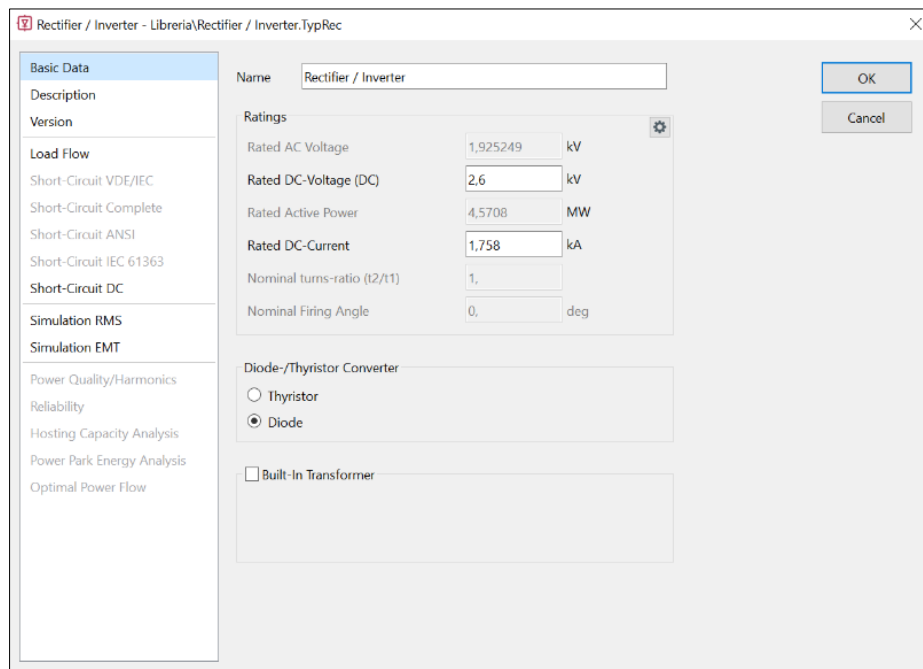 Rectifier / Inverter - Libreria\Rectifier / Inverter.TypRec
Basic Data
Description
Version
Load Flow
Short-Circuit VDE/IEC
Short-Circuit Complete
Short-Circuit ANSI
Short-Circuit IEC 61363
Short-Circuit DC
Simulation RMS
Simulation EMT
Power Quality/Harmonics
Reliability
Hosting Capacity Analysis
Power Park Energy Analysis
Optimal Power Flow
Name Rectifier / Inverter
Ratings
Rated AC Voltage 1,925249 kV
Rated DC-Voltage (DC) 2,6 kV
Rated Active Power 4,5708 MW
Rated DC-Current 1,758 kA
Nominal turns-ratio (t2/t1) 1,
Nominal Firing Angle 0, deg
Diode-/Thyristor Converter
Thyristor
Diode
Built-In Transformer
OK
Cancel